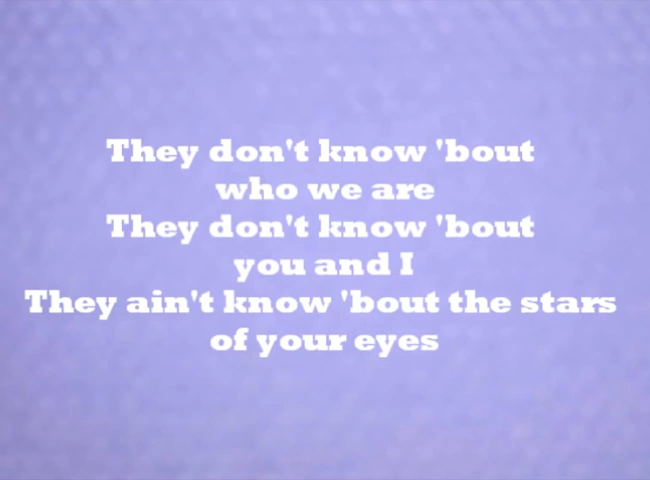 They don't know 'bout
who we are
They don't know 'bout
you and I
They ain't know 'bout the stars
of your eyes